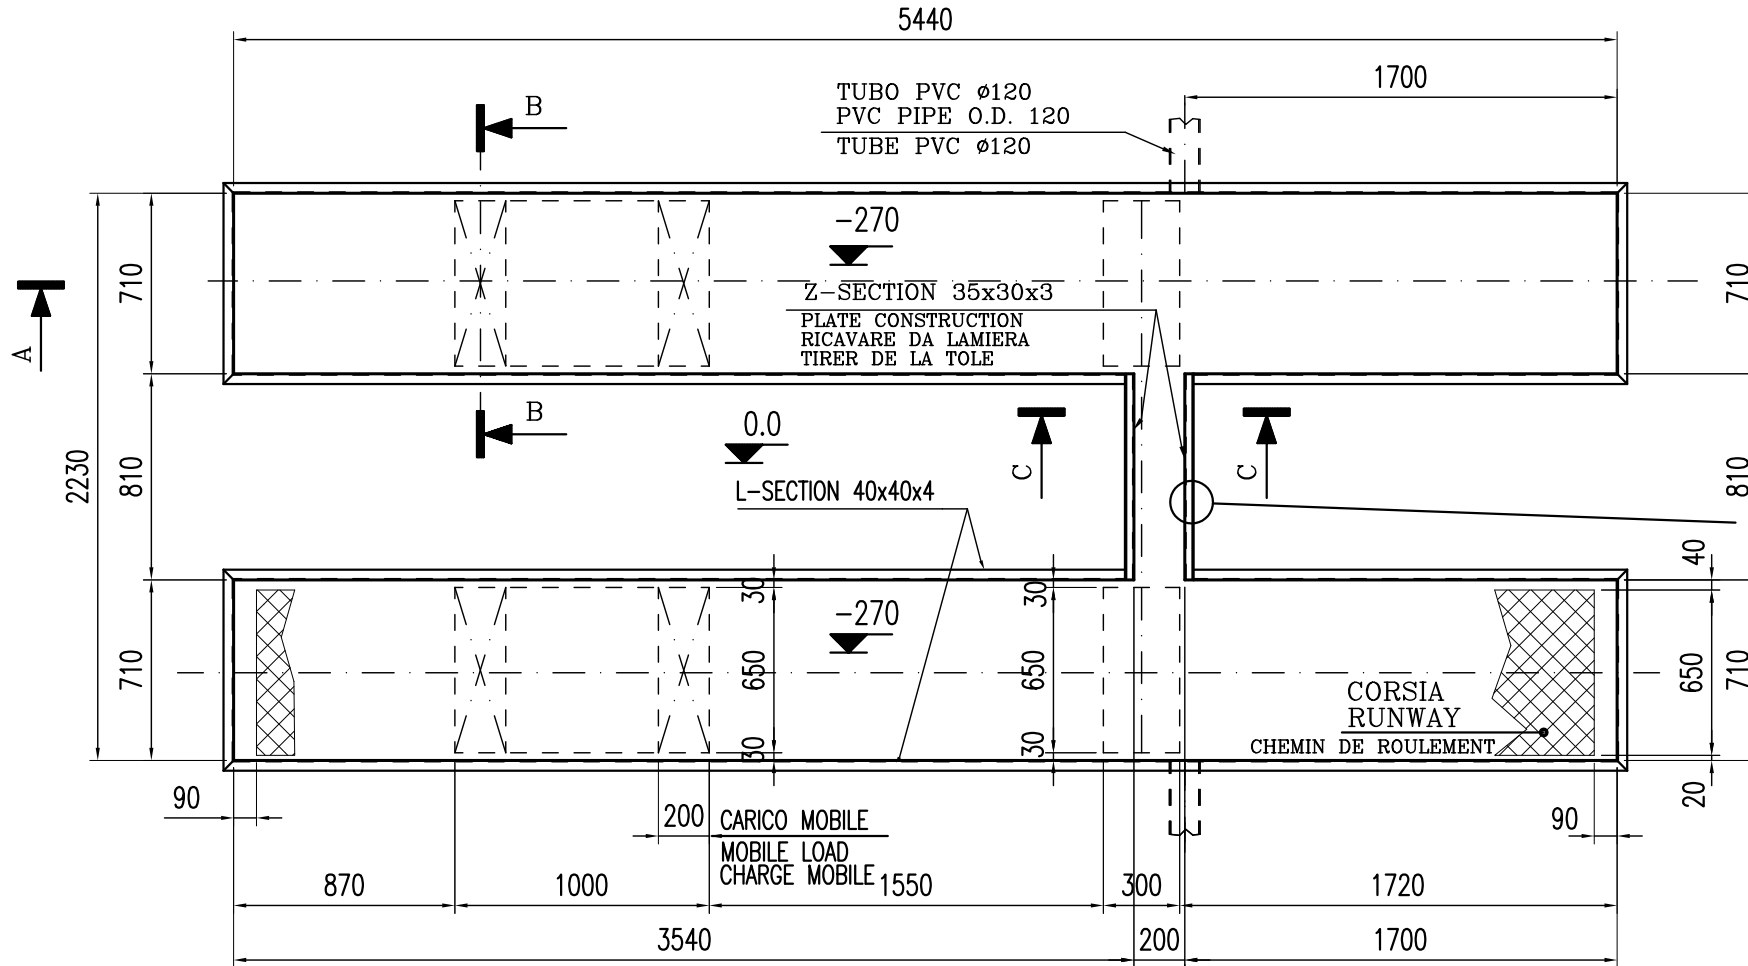 5440
1700
TUBO PVC ø120
PVC PIPE O.D. 120
TUBE PVC ø120
B
-270
710
710
A
Z-SECTION 35x30x3
PLATE CONSTRUCTION
RICAVARE DA LAMIERA
TIRER DE LA TOLE
B
0.0
C
C
2230
810
810
L-SECTION 40x40x4
40
30
30
-270
710
650
650
650
710
CORSIA
RUNWAY
CHEMIN DE ROULEMENT
30
30
20
90
200
CARICO MOBILE
MOBILE LOAD
CHARGE MOBILE
90
870
1000
1550
300
1720
3540
200
1700